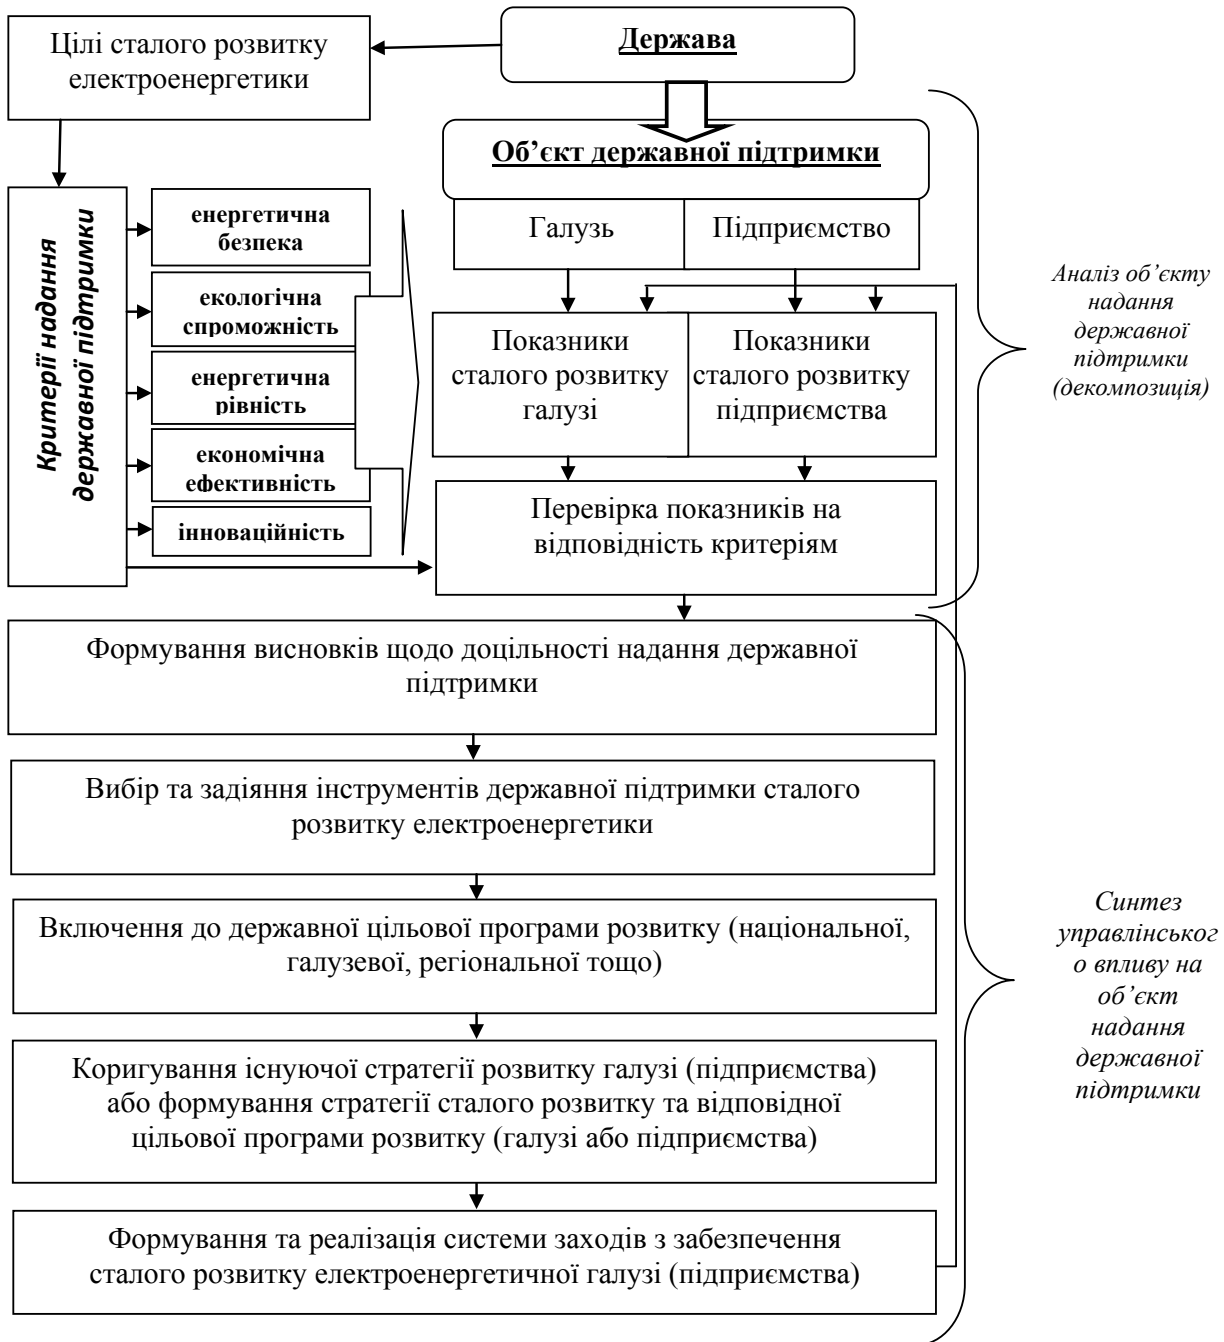 Цілі сталого розвитку
електроенергетики
Держава
Об’єкт державної підтримки
Галузь
Підприємство
Критерії надання
державної підтримки
енергетична
безпека
екологічна
спроможність
енергетична
рівність
економічна
ефективність
інноваційність
Показники
сталого розвитку
галузі
Показники
сталого розвитку
підприємства
Перевірка показників на
відповідність критеріям
Аналіз об’єкту
надання
державної
підтримки
(декомпозиція)
Формування висновків щодо доцільності надання державної
підтримки
Вибір та задіяння інструментів державної підтримки сталого
розвитку електроенергетики
Включення до державної цільової програми розвитку (національної,
галузевої, регіональної тощо)
Коригування існуючої стратегії розвитку галузі (підприємства)
або формування стратегії сталого розвитку та відповідної
цільової програми розвитку (галузі або підприємства)
Формування та реалізація системи заходів з забезпечення
сталого розвитку електроенергетичної галузі (підприємства)
Синтез
управлінськог
о впливу на
об’єкт
надання
державної
підтримки